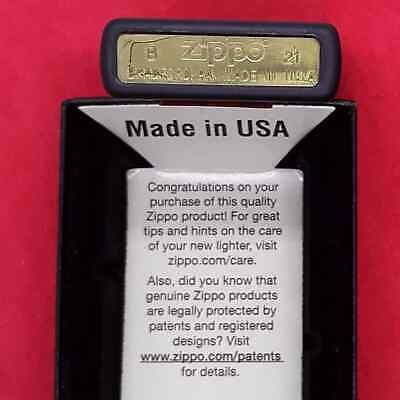 B zippo 21
BRADFORD, PA. MADE IN U.S.A.
Made in USA
Congratulations on your
purchase of this quality
Zippo product! For great
tips and hints on the care
of your new lighter, visit
zippo.com/care.
Also, did you know that
genuine Zippo products
are legally protected by
patents and registered
designs? Visit
www.zippo.com/patents
for details.